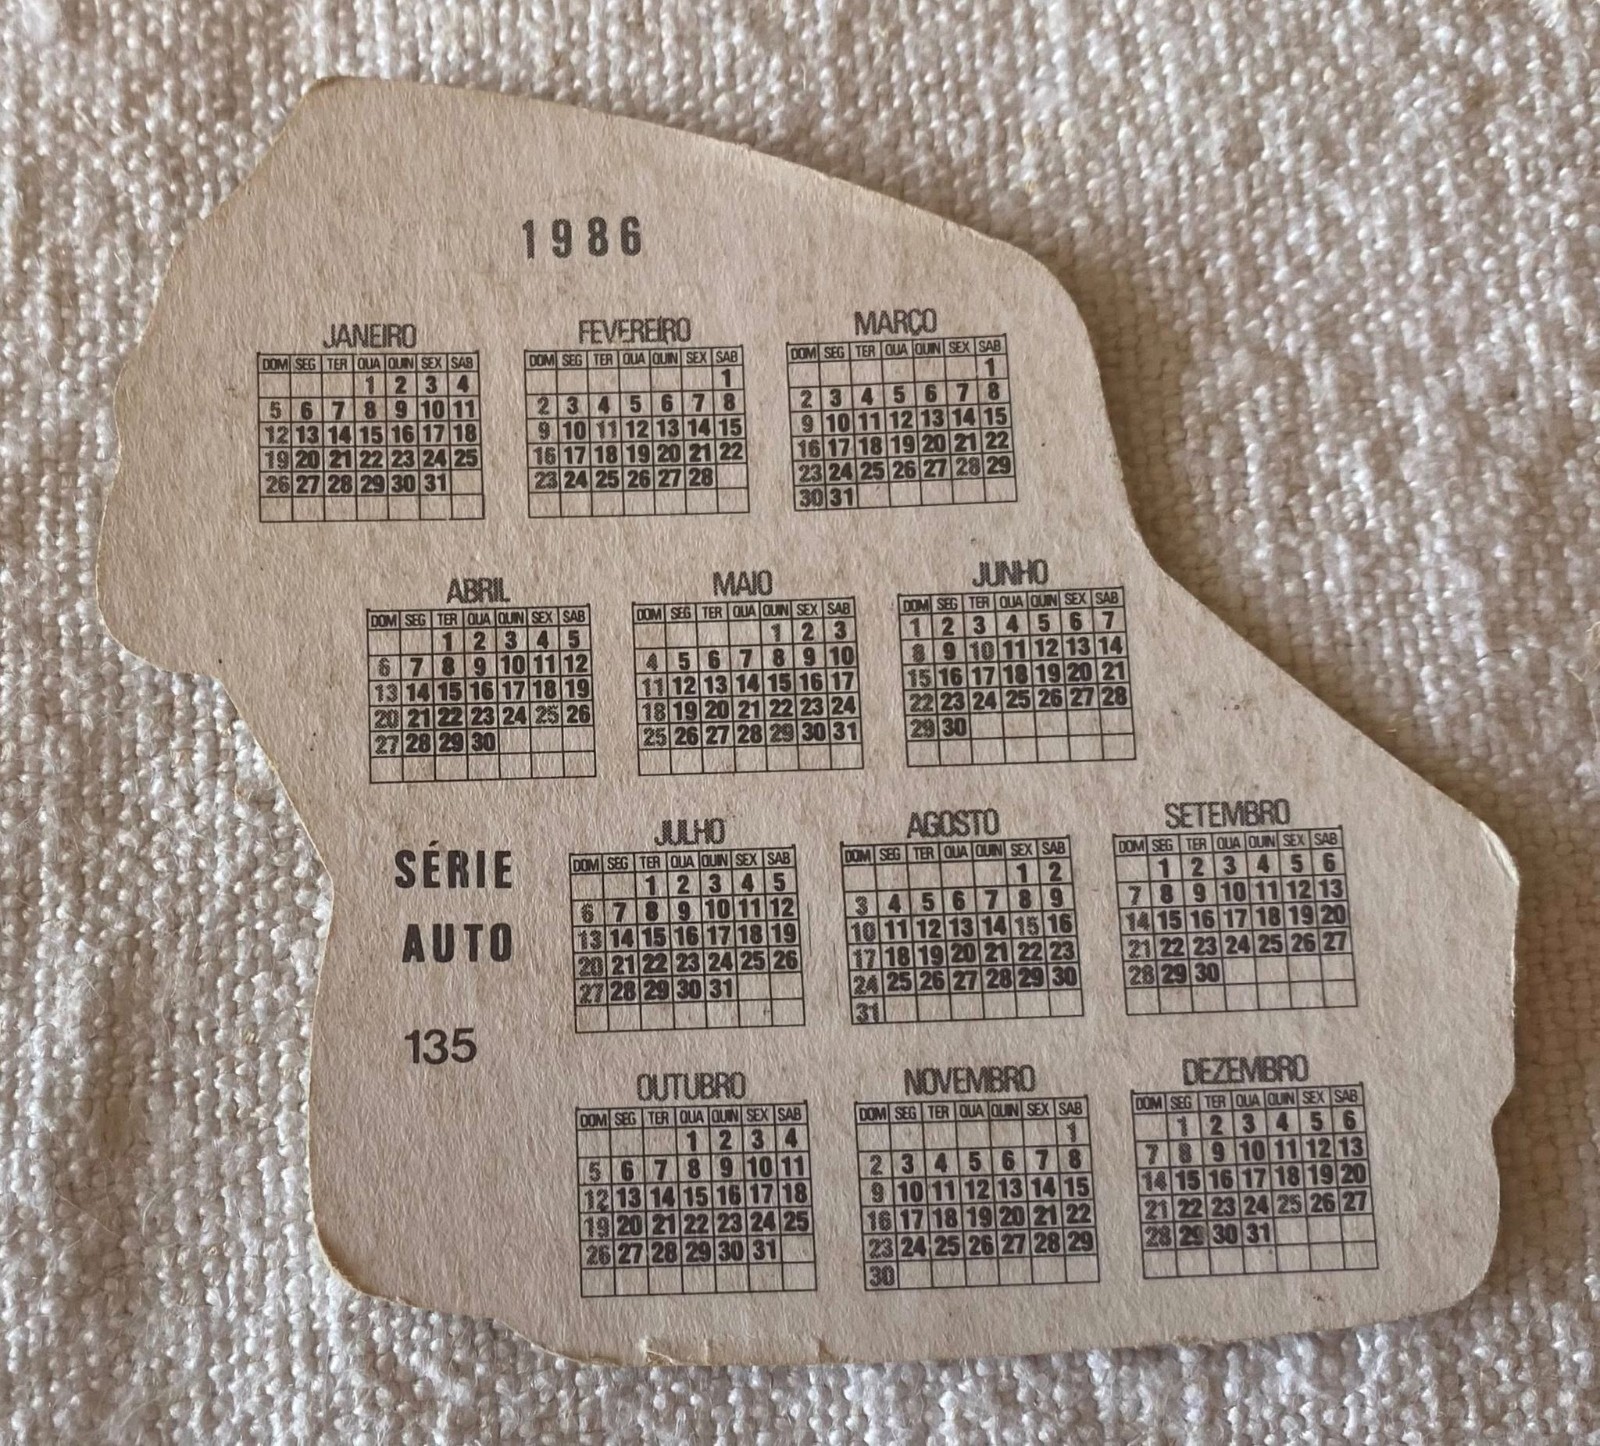 1986
JANEIRO
DOM SEG TER QUA QUIN SEX SAB
1 2 3 4
5 6 7 8 9 10 11
12 13 14 15 16 17 18
19 20 21 22 23 24 25
26 27 28 29 30 31
FEVEREIRO
DOM SEG TER QUA QUIN SEX SAB
1
2 3 4 5 6 7 8
9 10 11 12 13 14 15
16 17 18 19 20 21 22
23 24 25 26 27 28
MARÇO
DOM SEG TER QUA QUIN SEX SAB
1
2 3 4 5 6 7 8
9 10 11 12 13 14 15
16 17 18 19 20 21 22
23 24 25 26 27 28 29
30 31
ABRIL
DOM SEG TER QUA QUIN SEX SAB
1 2 3 4 5
6 7 8 9 10 11 12
13 14 15 16 17 18 19
20 21 22 23 24 25 26
27 28 29 30
MAIO
DOM SEG TER QUA QUIN SEX SAB
1 2 3
4 5 6 7 8 9 10
11 12 13 14 15 16 17
18 19 20 21 22 23 24
25 26 27 28 29 30 31
JUNHO
DOM SEG TER QUA QUIN SEX SAB
1 2 3 4 5 6 7
8 9 10 11 12 13 14
15 16 17 18 19 20 21
22 23 24 25 26 27 28
29 30
SÉRIE
AUTO
135
JULHO
DOM SEG TER QUA QUIN SEX SAB
1 2 3 4 5
6 7 8 9 10 11 12
13 14 15 16 17 18 19
20 21 22 23 24 25 26
27 28 29 30 31
AGOSTO
DOM SEG TER QUA QUIN SEX SAB
1 2
3 4 5 6 7 8 9
10 11 12 13 14 15 16
17 18 19 20 21 22 23
24 25 26 27 28 29 30
31
SETEMBRO
DOM SEG TER QUA QUIN SEX SAB
1 2 3 4 5 6
7 8 9 10 11 12 13
14 15 16 17 18 19 20
21 22 23 24 25 26 27
28 29 30
OUTUBRO
DOM SEG TER QUA QUIN SEX SAB
1 2 3 4
5 6 7 8 9 10 11
12 13 14 15 16 17 18
19 20 21 22 23 24 25
26 27 28 29 30 31
NOVEMBRO
DOM SEG TER QUA QUIN SEX SAB
1
2 3 4 5 6 7 8
9 10 11 12 13 14 15
16 17 18 19 20 21 22
23 24 25 26 27 28 29
30
DEZEMBRO
DOM SEG TER QUA QUIN SEX SAB
1 2 3 4 5 6
7 8 9 10 11 12 13
14 15 16 17 18 19 20
21 22 23 24 25 26 27
28 29 30 31